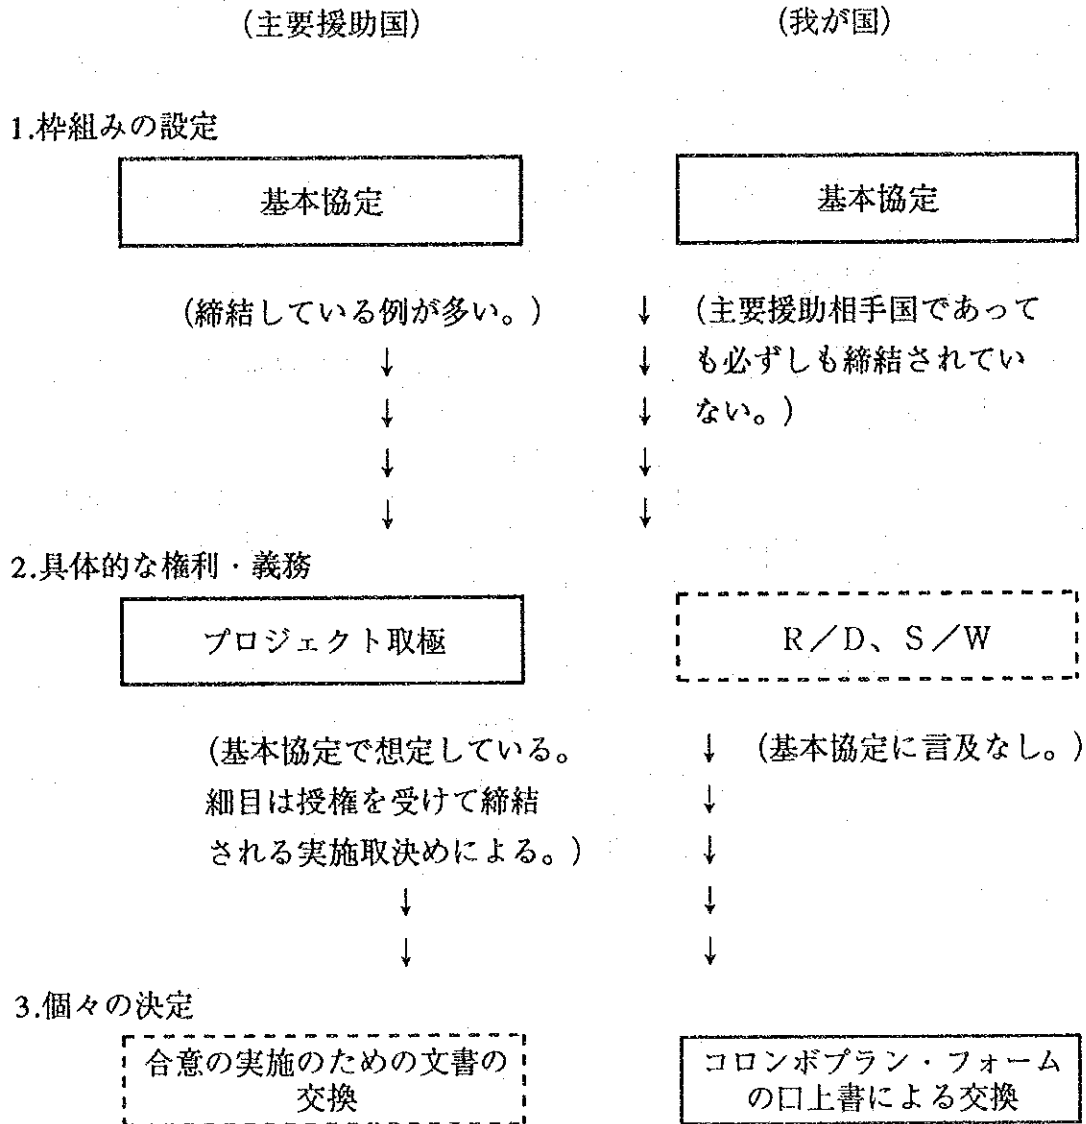 (主要援助国)
(我が国)
1.枠組みの設定
基本協定
基本協定
(締結している例が多い。)
↓
↓
↓
↓
↓ (主要援助相手国であって
↓ も必ずしも締結されてい
↓ ない。)
↓
↓
2.具体的な権利・義務
プロジェクト取極
R/D、S/W
(基本協定で想定している。
細目は授権を受けて締結
される実施取決めによる。)
↓
↓
↓ (基本協定に言及なし。)
↓
↓
↓
↓
3.個々の決定
合意の実施のための文書の
交換
コロンボプラン・フォーム
の口上書による交換